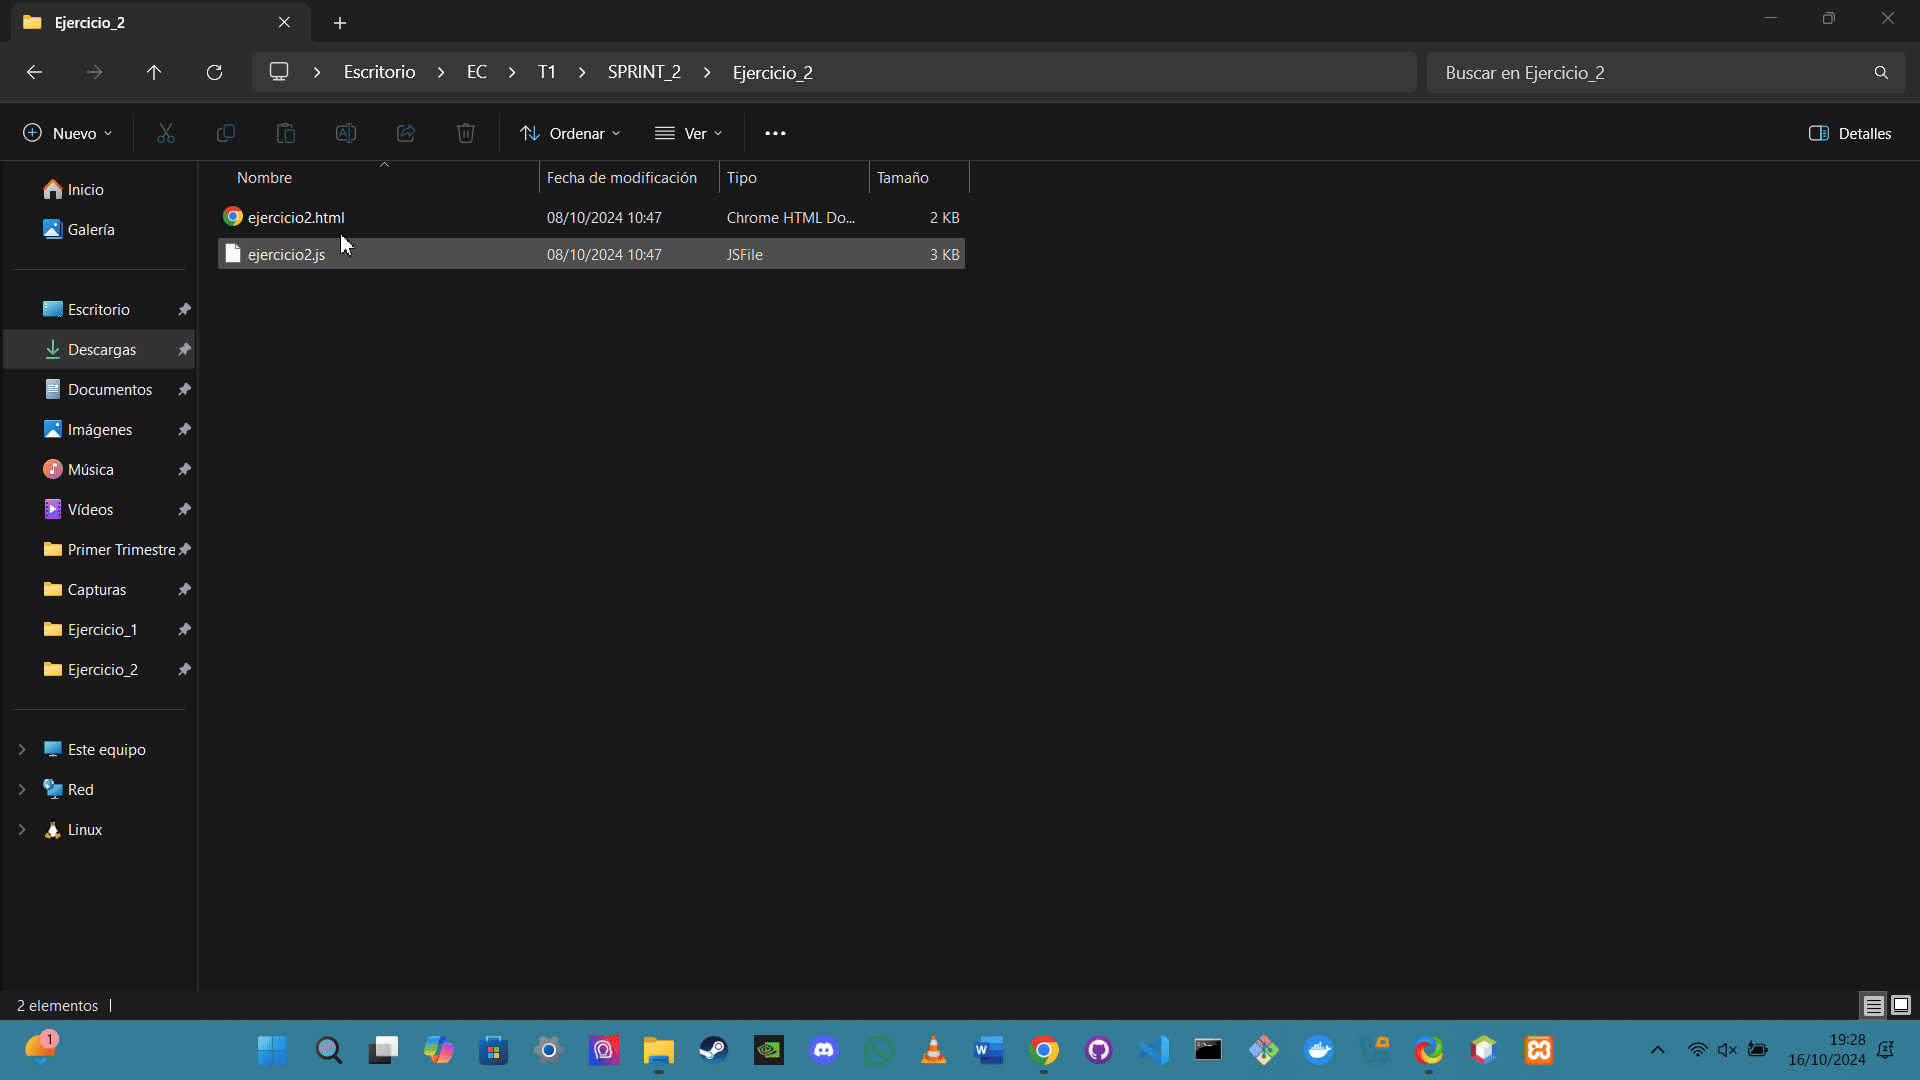 Ejercicio_2
Escritorio
EC
T1
SPRINT_2
Ejercicio_2
Buscar en Ejercicio_2
Nuevo
Ordenar
Ver
Detalles
Nombre
Fecha de modificación
Tipo
Tamaño
ejercicio2.html
08/10/2024 10:47
Chrome HTML Do...
2 KB
ejercicio2.js
08/10/2024 10:47
JSFile
3 KB
Inicio
Galería
Escritorio
Descargas
Documentos
Imágenes
Música
Vídeos
Primer Trimestre
Capturas
Ejercicio_1
Ejercicio_2
Este equipo
Red
Linux
2 elementos
1
19:28
16/10/2024